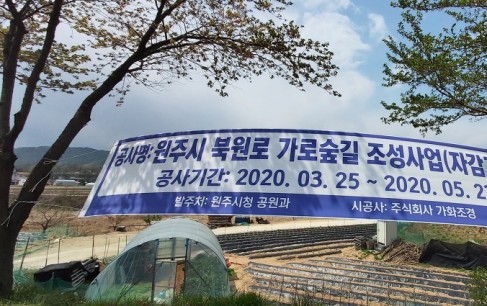 공사명: 원주시 북원로 가로숲길 조성사업(자감
공사기간: 2020. 03. 25 ~ 2020. 05. 2
발주처: 원주시청 공원과 시공사: 주식회사 가화조경